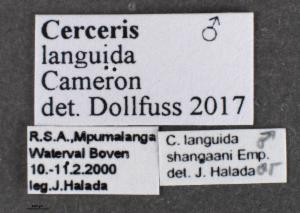 Cerceris ♂
languida
Cameron
det. Dollfuss 2017
R.S.A., Mpumalanga
Waterval Boven
10.-11.2.2000
leg.J.Halada
C. languida ♂
shangaani Emp.
det. J. Halada